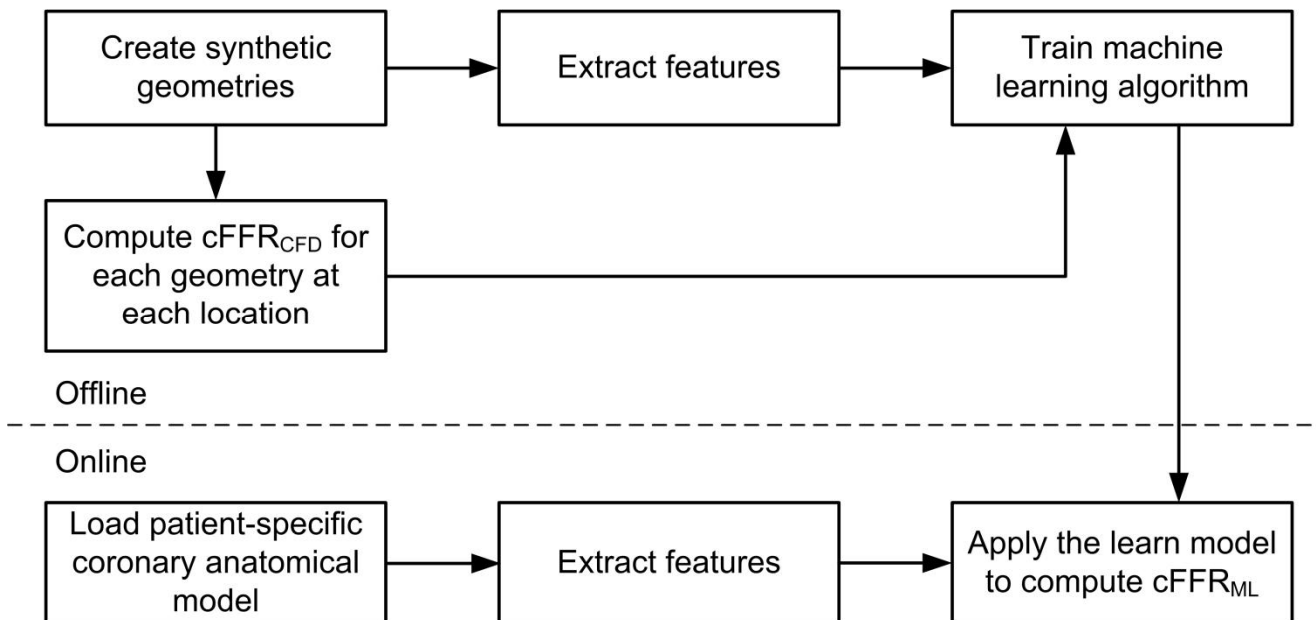 Create synthetic
geometries
Extract features
Train machine
learning algorithm
Compute cFFRCFD for
each geometry at
each location
Offline
Online
Load patient-specific
coronary anatomical
model
Extract features
Apply the learn model
to compute cFFRML